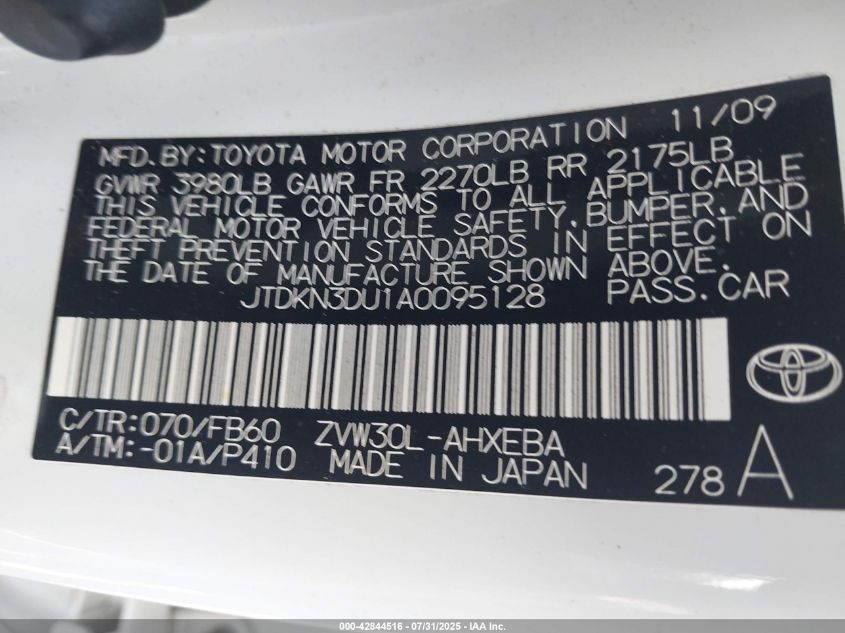 MFD.BY:TOYOTA MOTOR CORPORATION 11/09
GVWR 3980LB GAWR FR 2270LB RR 2175LB
THIS VEHICLE CONFORMS TO ALL APPLICABLE
FEDERAL MOTOR VEHICLE SAFETY,BUMPER,AND
THEFT PREVENTION STANDARDS IN EFFECT ON
THE DATE OF MANUFACTURE SHOWN ABOVE.
JTDKN3DU1A0095128 PASS.CAR
C/TR:070/FB60 ZVW30L-AHXEBA
A/TM:-01A/P410 MADE IN JAPAN 278 A
000-42844516 - 07/31/2025 - IAA Inc.